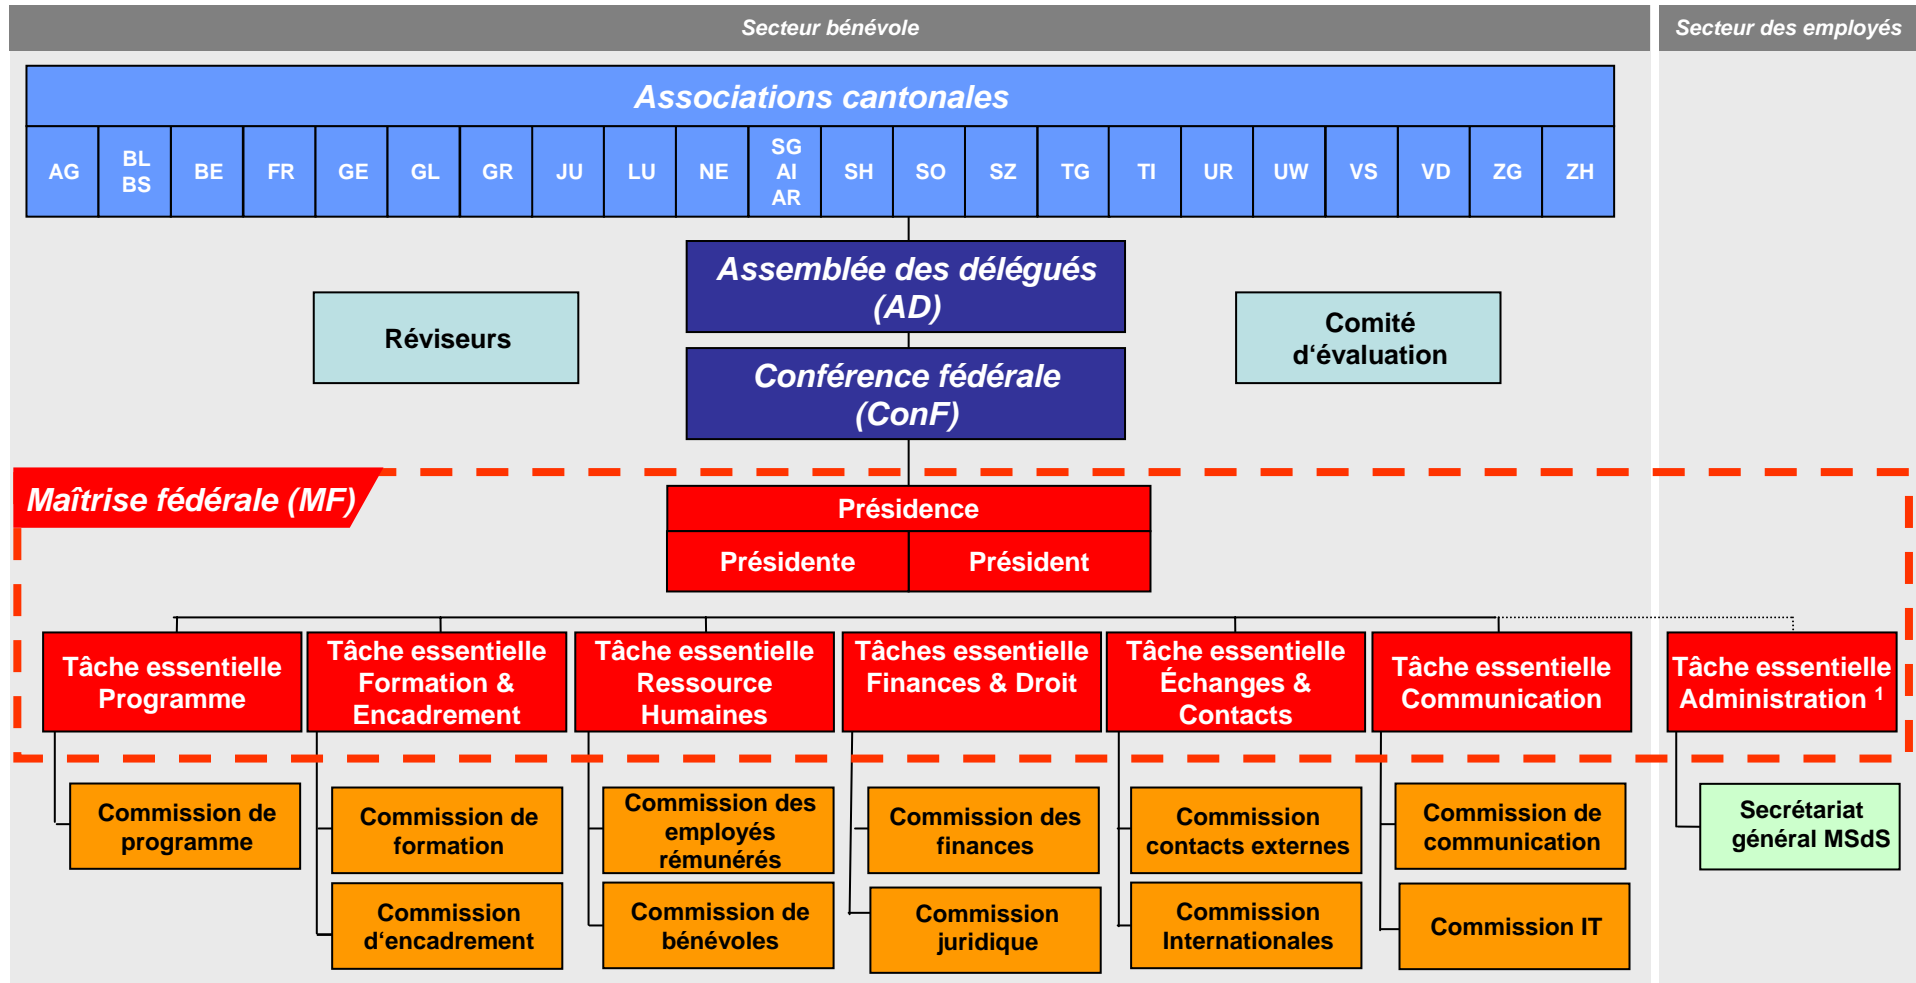 Secteur bénévole
Secteur des employés
Associations cantonales
AG
BL
BS
BE
FR
GE
GL
GR
JU
LU
NE
SG
AI
AR
SH
SO
SZ
TG
TI
UR
UW
VS
VD
ZG
ZH
Assemblée des délégués
(AD)
Réviseurs
Comité
d‘évaluation
Conférence fédérale
(ConF)
Maîtrise fédérale (MF)
Présidence
Présidente
Président
Tâche essentielle
Programme
Tâche essentielle
Formation &
Encadrement
Tâche essentielle
Ressource
Humaines
Tâches essentielle
Finances & Droit
Tâche essentielle
Échanges &
Contacts
Tâche essentielle
Communication
Tâche essentielle
Administration ¹
Commission de
programme
Commission de
formation
Commission des
employés
rémunérés
Commission des
finances
Commission
contacts externes
Commission de
communication
Secrétariat
général MSdS
Commission
d‘encadrement
Commission de
bénévoles
Commission
juridique
Commission
Internationales
Commission IT